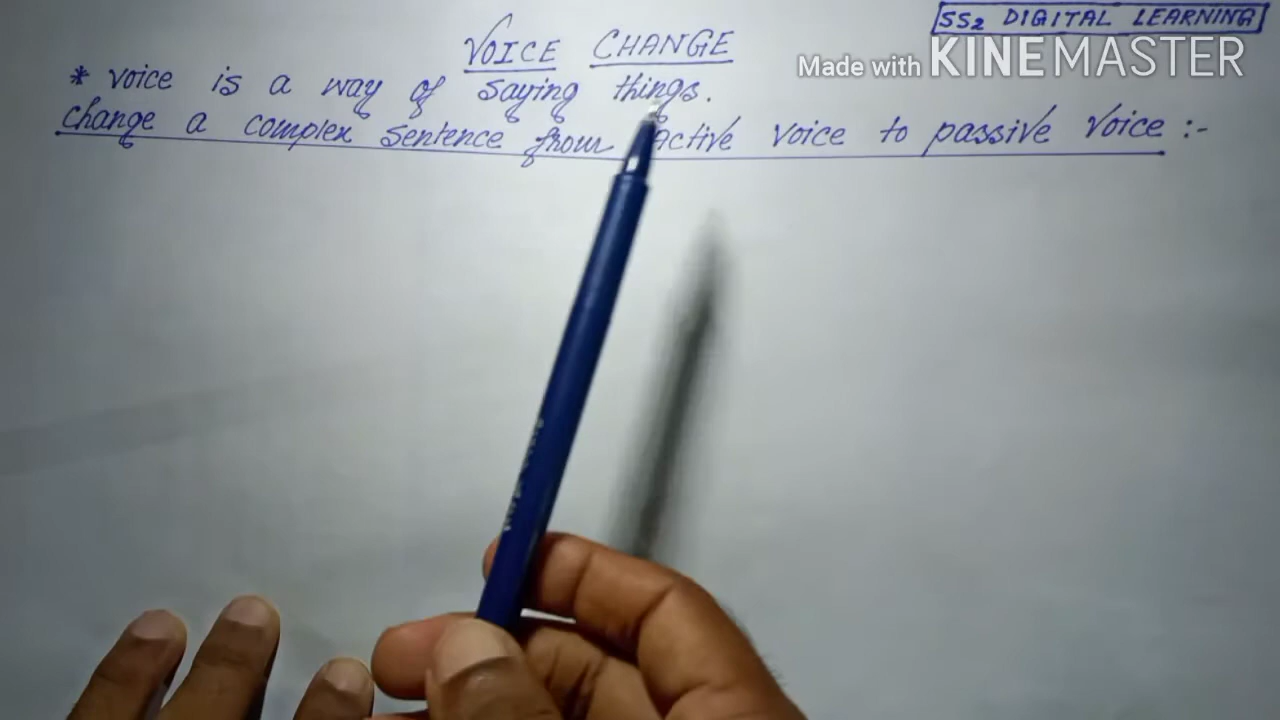 SS2 DIGITAL LEARNING
Made with KINEMASTER
VOICE CHANGE
* Voice is a way of saying things.
Change a complex sentence from Active voice to passive voice :-